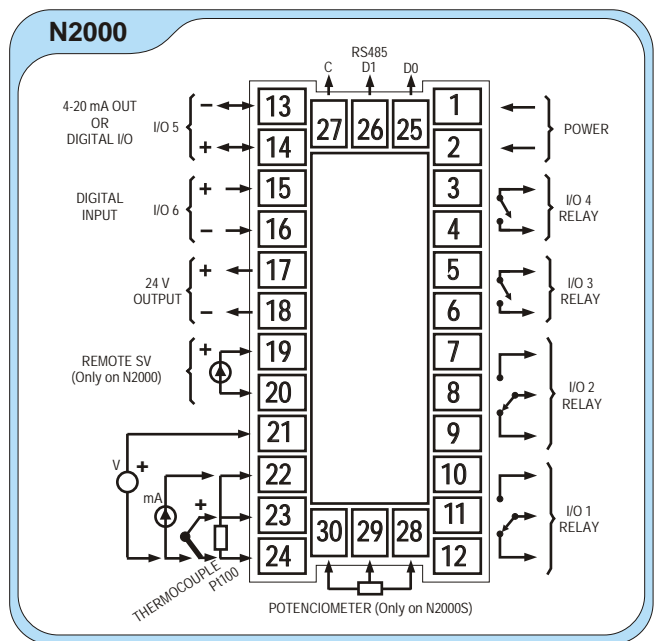 N2000
RS485
C D1 D0
4-20 mA OUT
OR
DIGITAL I/O
I/O 5
−
+
13
14
27 26 25
1
2
POWER
DIGITAL
INPUT
I/O 6
+
−
15
16
3
4
I/O 4
RELAY
24 V
OUTPUT
+
−
17
18
5
6
I/O 3
RELAY
REMOTE SV
(Only on N2000)
+
19
20
7
8
9
I/O 2
RELAY
21
22
23
24
V +
mA
+
THERMOCOUPLE
Pt100
10
11
12
I/O 1
RELAY
30 29 28
POTENCIOMETER (Only on N2000S)